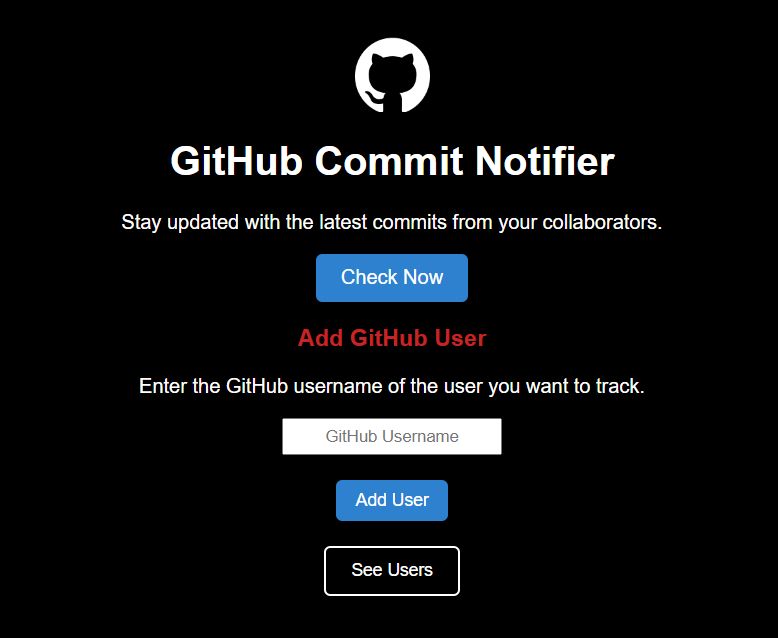 GitHub Commit Notifier
Stay updated with the latest commits from your collaborators.
Check Now
Add GitHub User
Enter the GitHub username of the user you want to track.
GitHub Username
Add User
See Users